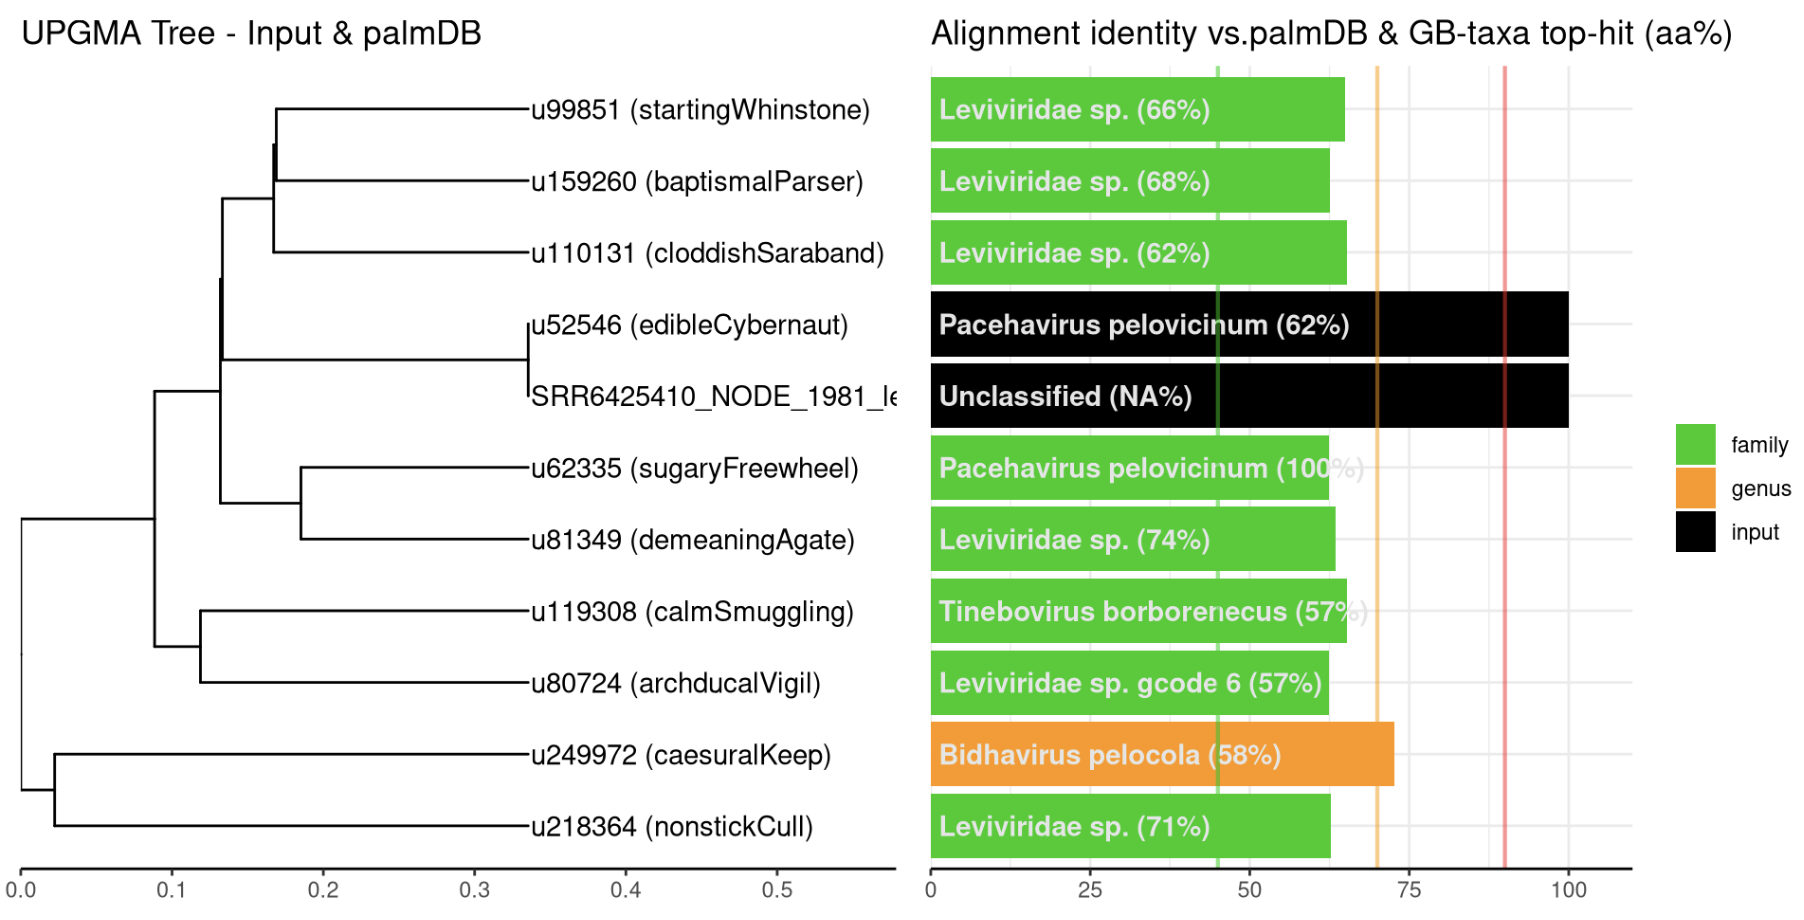 UPGMA Tree - Input & palmDB
Alignment identity vs.palmDB & GB-taxa top-hit (aa%)
u99851 (startingWhinstone)
Leviviridae sp. (66%)
u159260 (baptismalParser)
Leviviridae sp. (68%)
u110131 (cloddishSaraband)
Leviviridae sp. (62%)
u52546 (edibleCybernaut)
Pacehavirus pelovicinum (62%)
SRR6425410_NODE_1981_le
Unclassified (NA%)
u62335 (sugaryFreewheel)
Pacehavirus pelovicinum (100%)
u81349 (demeaningAgate)
Leviviridae sp. (74%)
u119308 (calmSmuggling)
Tinebovirus borborenecus (57%)
u80724 (archducalVigil)
Leviviridae sp. gcode 6 (57%)
u249972 (caesuralKeep)
Bidhavirus pelocola (58%)
u218364 (nonstickCull)
Leviviridae sp. (71%)
family
genus
input
0.0 0.1 0.2 0.3 0.4 0.5
0 25 50 75 100